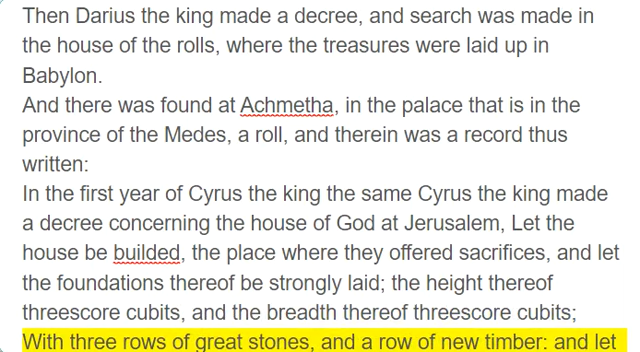 Then Darius the king made a decree, and search was made in
the house of the rolls, where the treasures were laid up in
Babylon.
And there was found at Achmetha, in the palace that is in the
province of the Medes, a roll, and therein was a record thus
written:
In the first year of Cyrus the king the same Cyrus the king made
a decree concerning the house of God at Jerusalem, Let the
house be builded, the place where they offered sacrifices, and let
the foundations thereof be strongly laid; the height thereof
threescore cubits, and the breadth thereof threescore cubits;
With three rows of great stones, and a row of new timber: and let